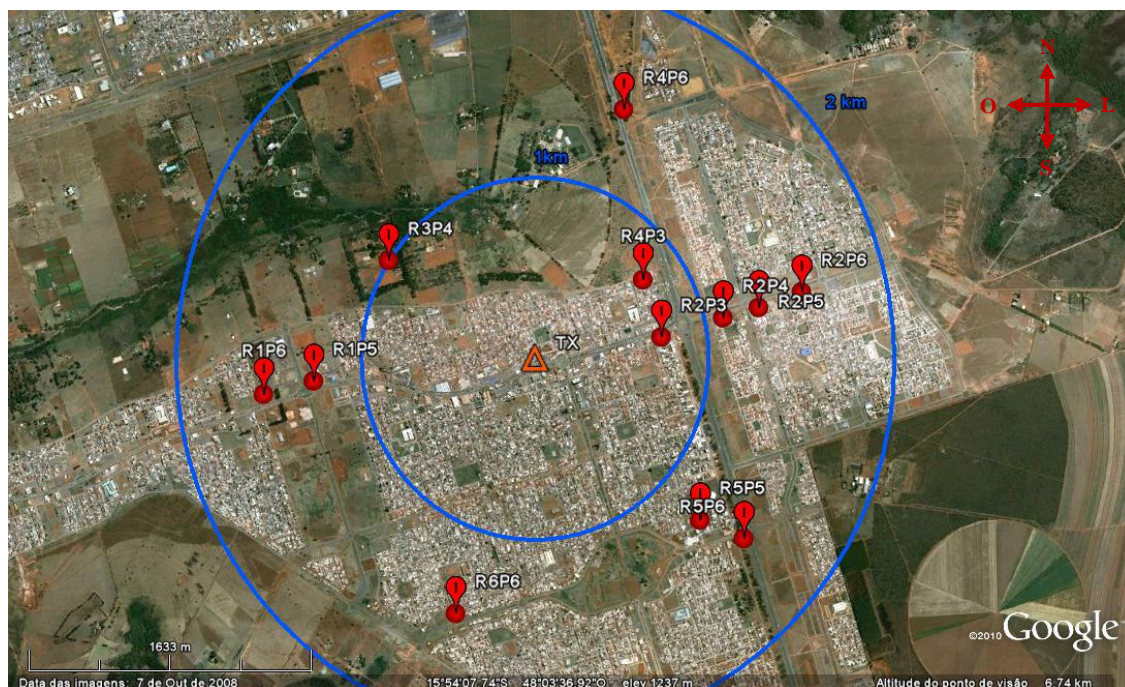 N
R4P6
2 km
O L
1km
S
R3P4
R4P3
R2P6
R2P4
R2P3
R2P5
TX
R1P6
R1P5
R5P5
R5P6
R6P6
1633 m
©2010 Google
Data das imagens: 7 de Out de 2008 15°54'07.74"S 48°03'36.92"O elev 1237 m Altitude do ponto de visão 6.74 km